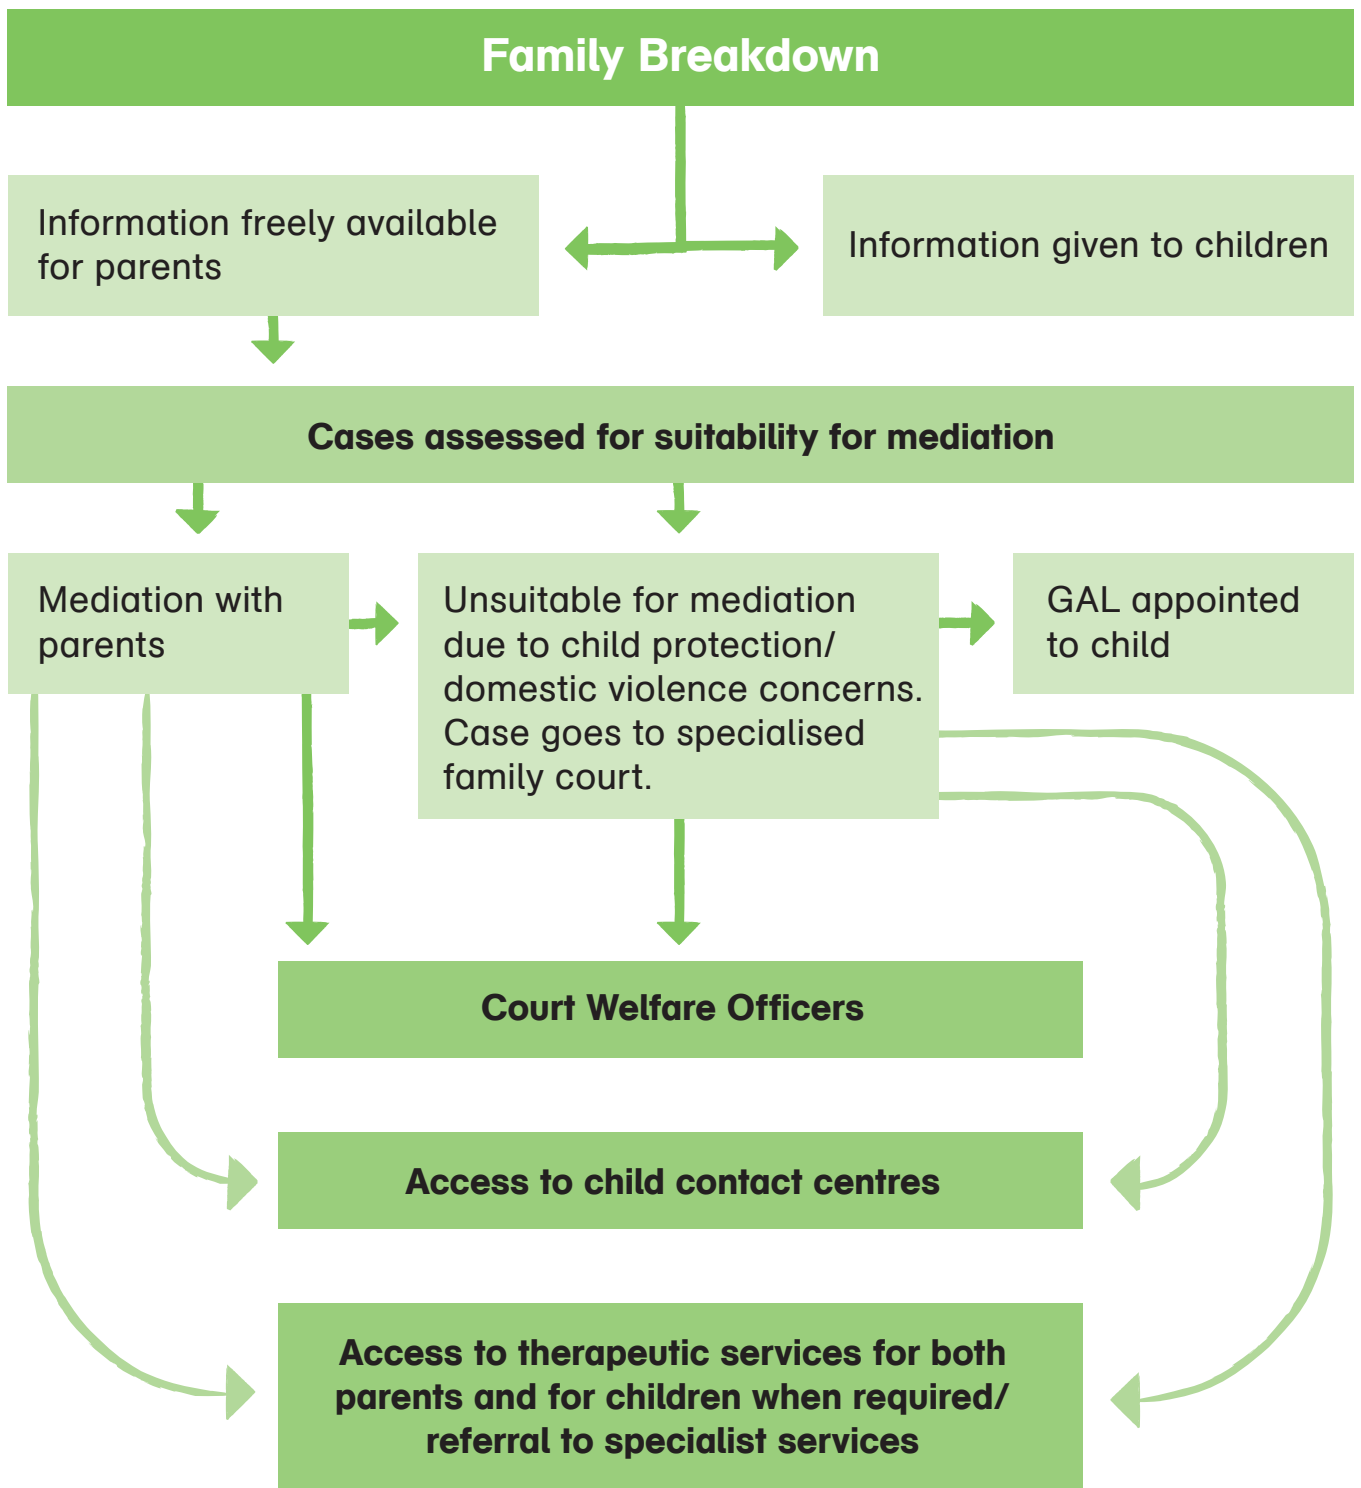 Family Breakdown
Information freely available
for parents
Information given to children
Cases assessed for suitability for mediation
Mediation with
parents
Unsuitable for mediation
due to child protection/
domestic violence concerns.
Case goes to specialised
family court.
GAL appointed
to child
Court Welfare Officers
Access to child contact centres
Access to therapeutic services for both
parents and for children when required/
referral to specialist services